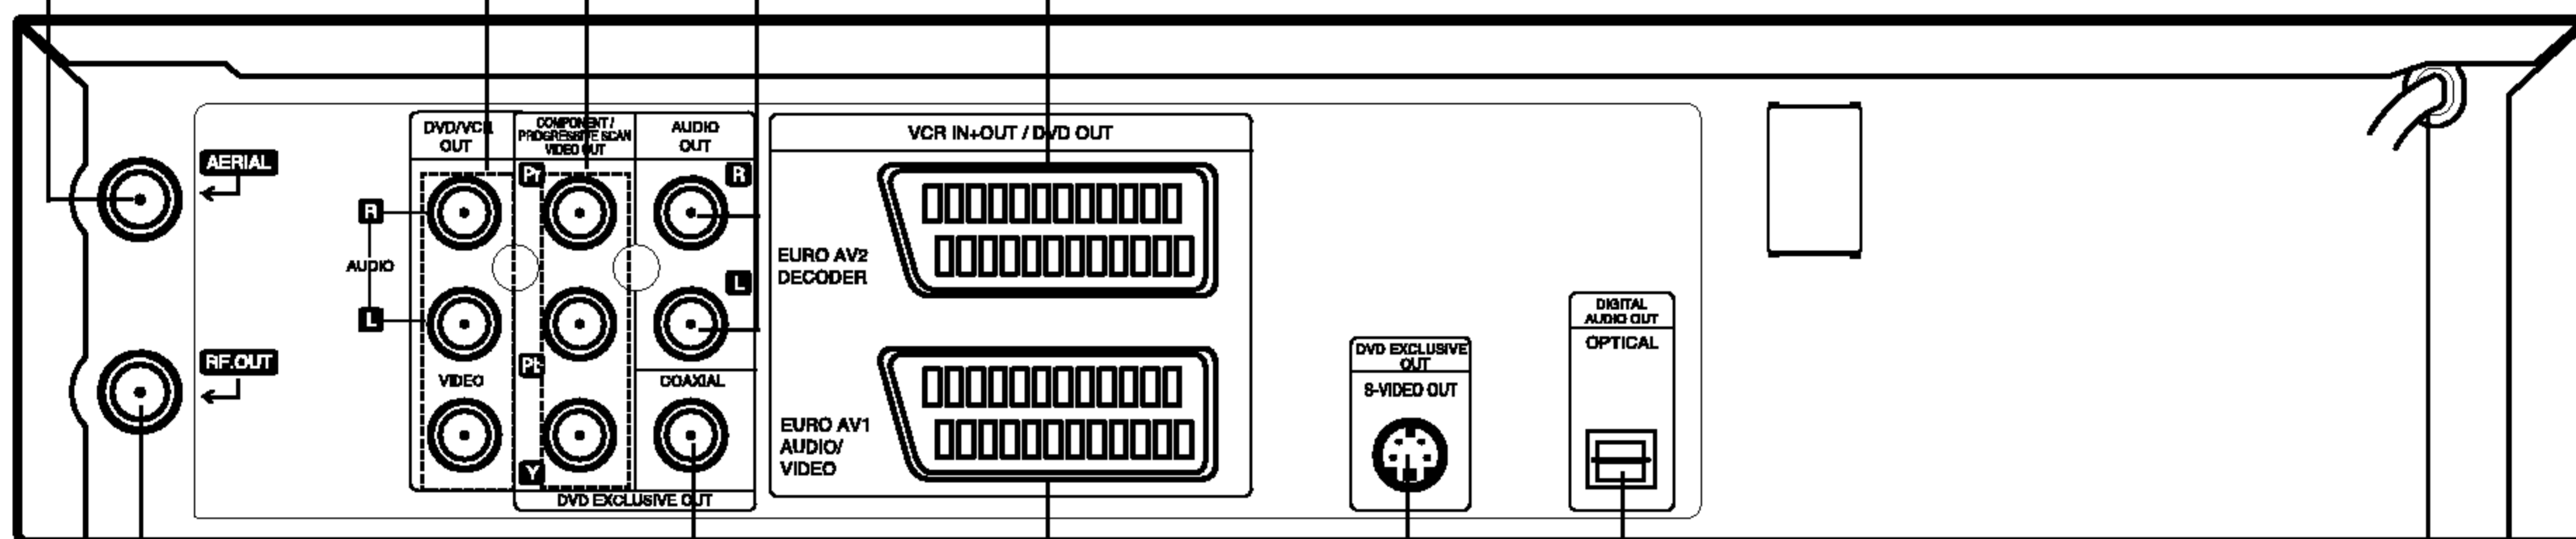 AERIAL
RF.OUT
DVD/VCR
OUT
R
AUDIO
L
VIDEO
COMPONENT /
PROGRESSIVE SCAN
VIDEO OUT
Pr
Pb
Y
AUDIO
OUT
R
L
COAXIAL
DVD EXCLUSIVE OUT
VCR IN+OUT / DVD OUT
EURO AV2
DECODER
EURO AV1
AUDIO/
VIDEO
DVD EXCLUSIVE
OUT
S-VIDEO OUT
DIGITAL
AUDIO OUT
OPTICAL